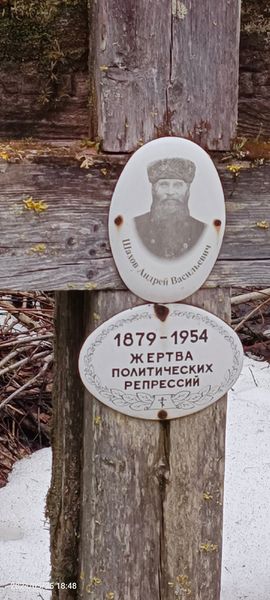 Шахов Андрей Васильевич
1879 - 1954
ЖЕРТВА
ПОЛИТИЧЕСКИХ
РЕПРЕССИЙ
18:48